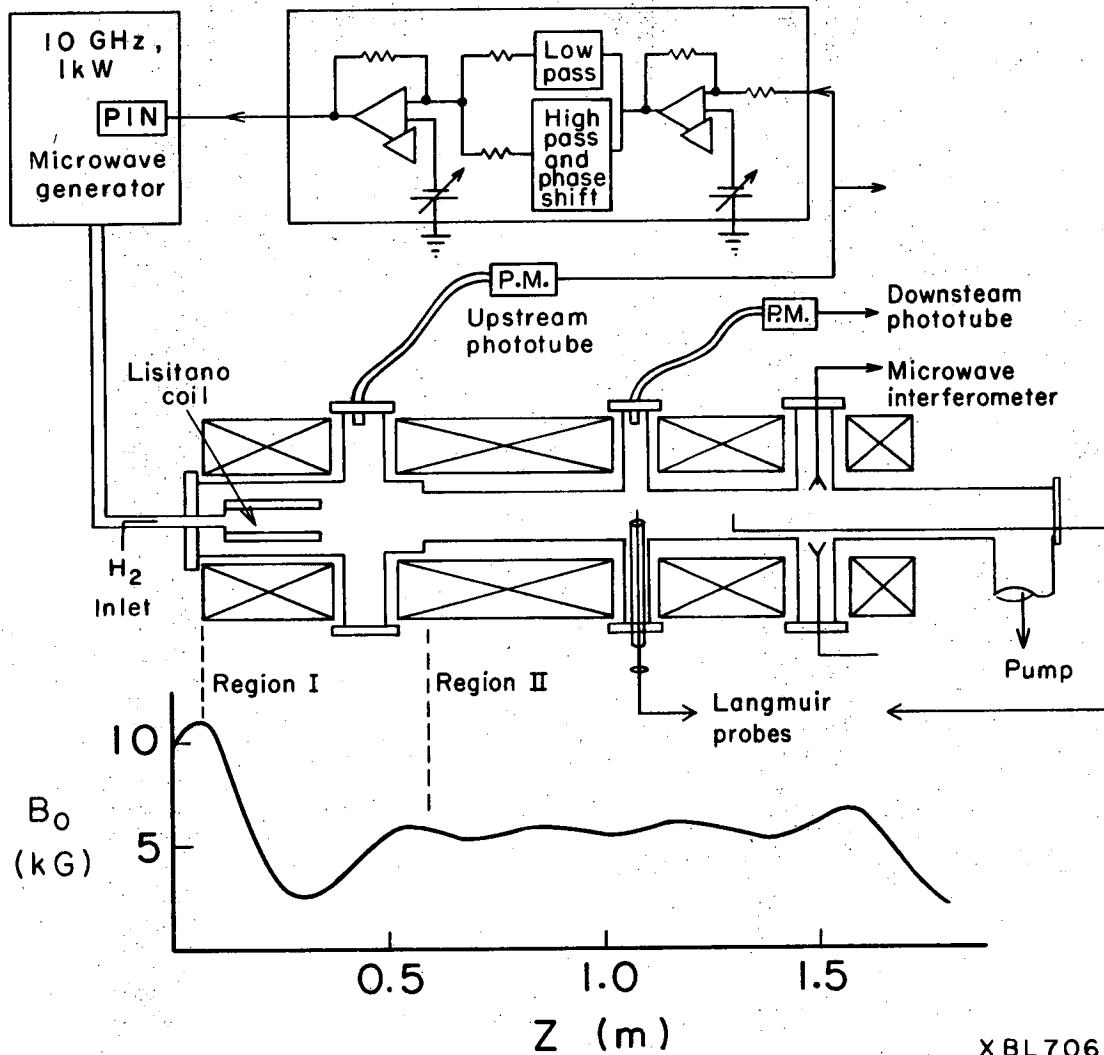 10 GHz,
1kW
PIN
Microwave
generator
Low
pass
High
pass
and
phase
shift
P.M.
Upstream
phototube
P.M.
Downsteam
phototube
Microwave
interferometer
Lisitano
coil
H2
Inlet
Pump
Region I
Region II
Langmuir
probes
10
5
B0
(kG)
0.5
1.0
1.5
Z (m)
XBL706